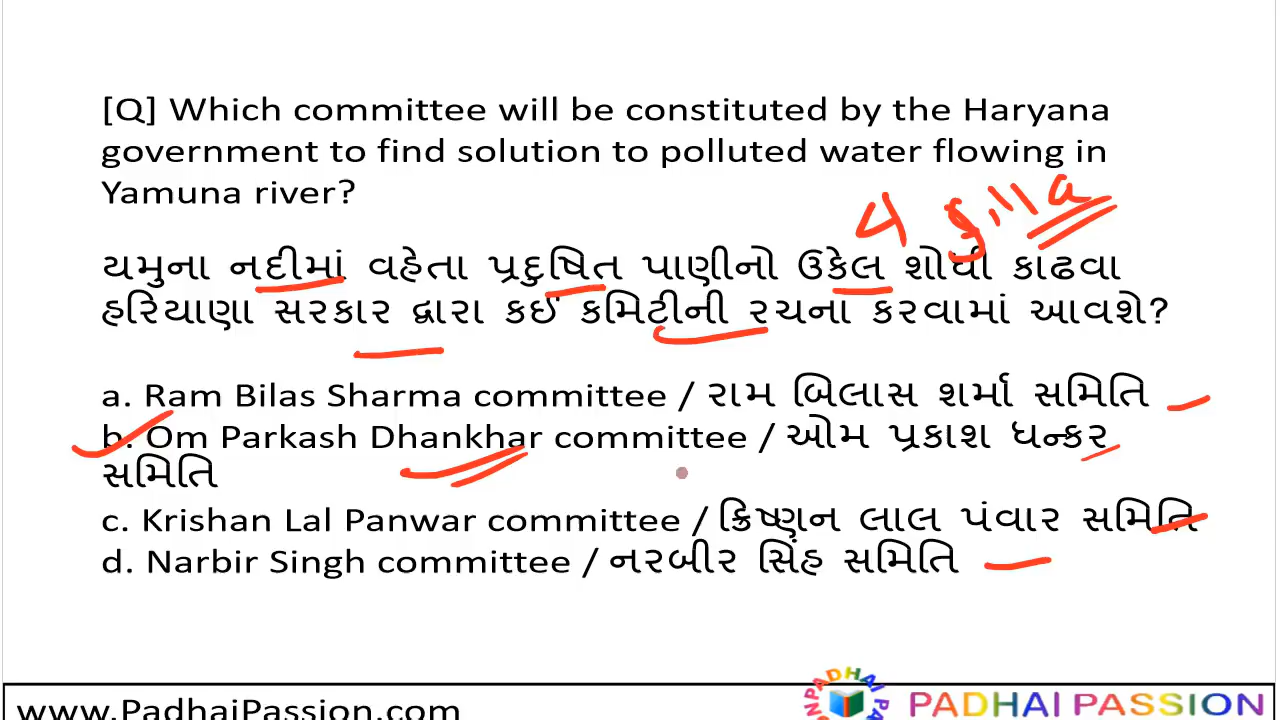 [Q] Which committee will be constituted by the Haryana
government to find solution to polluted water flowing in
Yamuna river?
4 jilla
યમુના નદીમાં વહેતા પ્રદુષિત પાણીનો ઉકેલ શોધી કાઢવા
હરિયાણા સરકાર દ્વારા કઈ કમિટીની રચના કરવામાં આવશે?
a. Ram Bilas Sharma committee / રામ બિલાસ શર્મા સમિતિ
b. Om Parkash Dhankhar committee / ઓમ પ્રકાશ ધન્કર
સમિતિ
c. Krishan Lal Panwar committee / ક્રિષ્ણન લાલ પંવાર સમિતિ
d. Narbir Singh committee / નરબીર સિંહ સમિતિ
www.PadhaiPassion.com
PADHAI PASSION